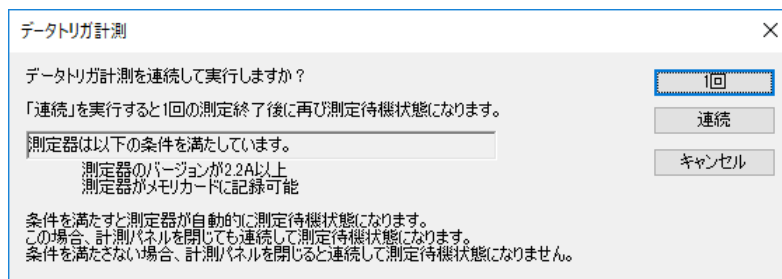 データトリガ計測
データトリガ計測を連続して実行しますか？
「連続」を実行すると1回の測定終了後に再び測定待機状態になります。
測定器は以下の条件を満たしています。
測定器のバージョンが2.2A以上
測定器がメモリカードに記録可能
条件を満たすと測定器が自動的に測定待機状態になります。
この場合、計測パネルを閉じても連続して測定待機状態になります。
条件を満たさない場合、計測パネルを閉じると連続して測定待機状態になりません。
1回
連続
キャンセル